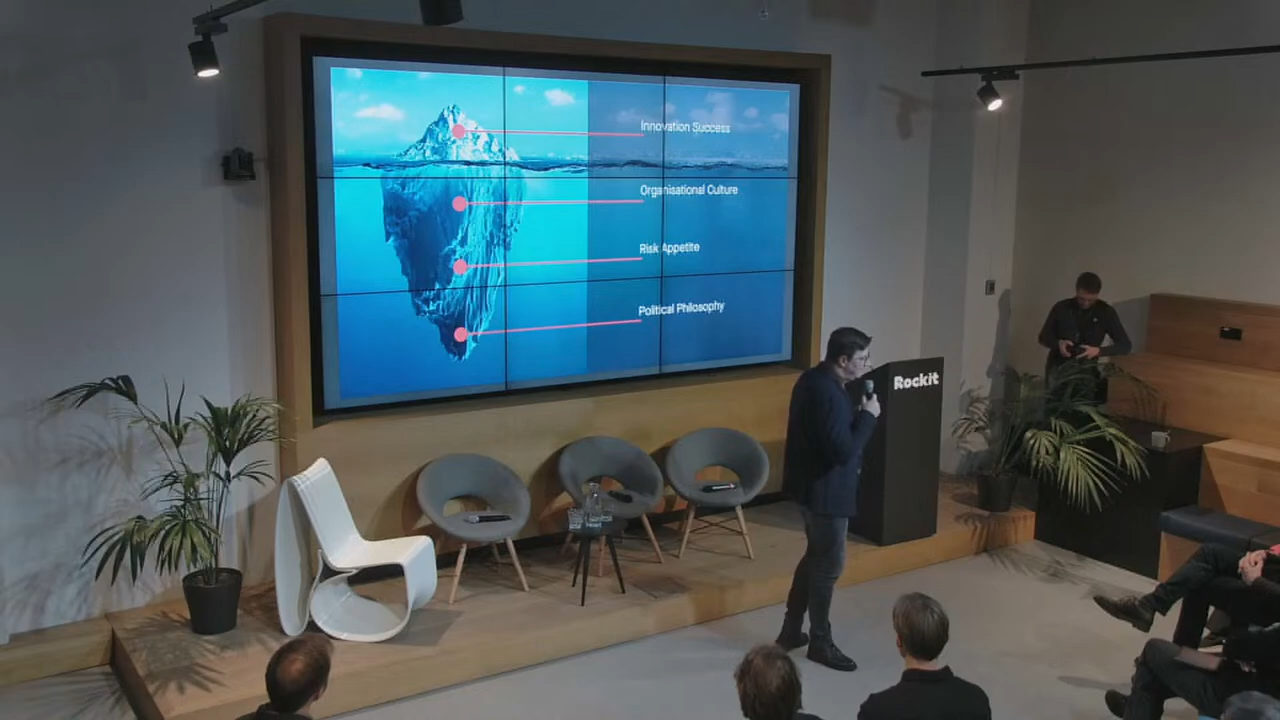 Innovation Success
Organisational Culture
Risk Appetite
Political Philosophy
Rockit